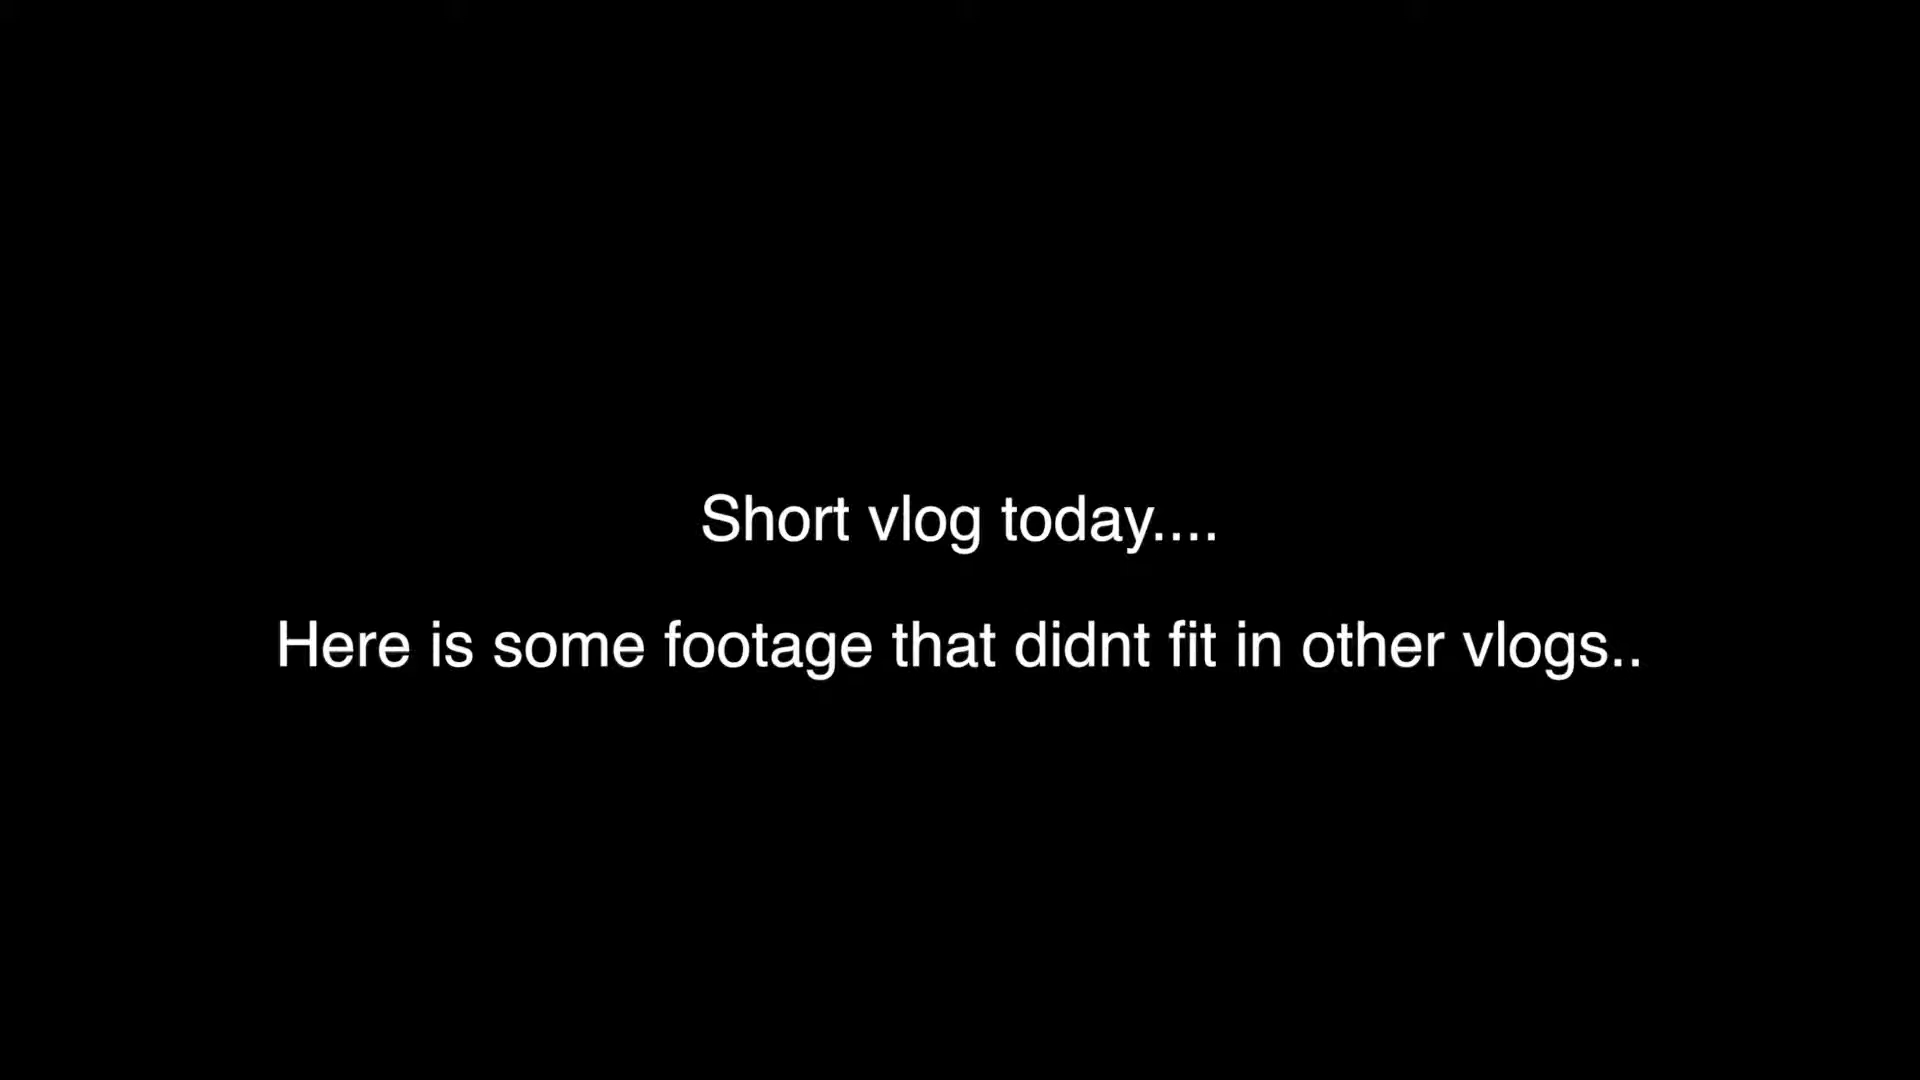 Short vlog today....
Here is some footage that didnt fit in other vlogs..